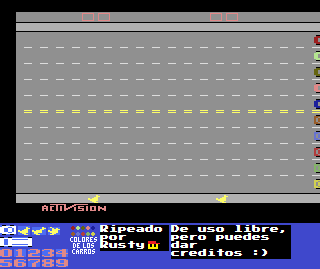 ACTIVISION
COLORES
DE LOS
CARROS
01234
56789
Ripeado
por
Rusty
De uso libre,
pero puedes
dar
creditos :)